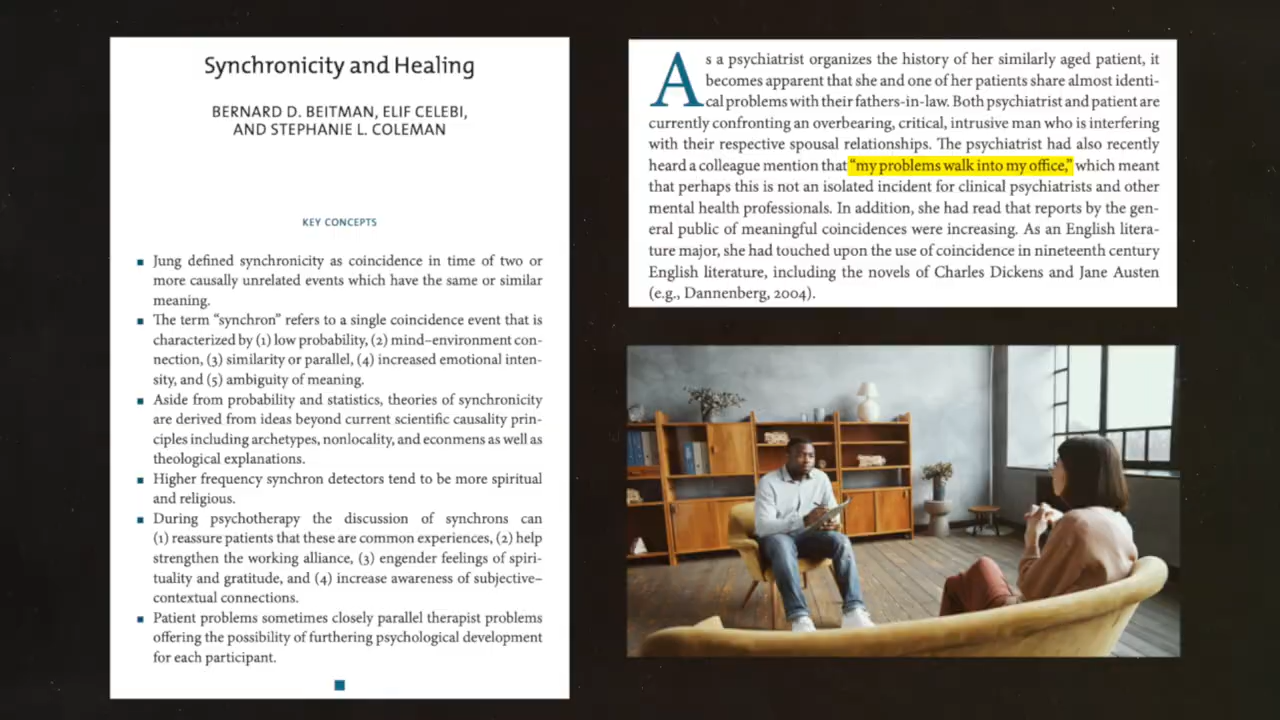 Synchronicity and Healing
BERNARD D. BEITMAN, ELIF CELEBI,
AND STEPHANIE L. COLEMAN
KEY CONCEPTS
Jung defined synchronicity as coincidence in time of two or
more causally unrelated events which have the same or similar
meaning.
The term “synchron” refers to a single coincidence event that is
characterized by (1) low probability, (2) mind–environment con-
nection, (3) similarity or parallel, (4) increased emotional inten-
sity, and (5) ambiguity of meaning.
Aside from probability and statistics, theories of synchronicity
are derived from ideas beyond current scientific causality prin-
ciples including archetypes, nonlocality, and econmens as well as
theological explanations.
Higher frequency synchron detectors tend to be more spiritual
and religious.
During psychotherapy the discussion of synchrons can
(1) reassure patients that these are common experiences, (2) help
strengthen the working alliance, (3) engender feelings of spiri-
tuality and gratitude, and (4) increase awareness of subjective–
contextual connections.
Patient problems sometimes closely parallel therapist problems
offering the possibility of furthering psychological development
for each participant.
As a psychiatrist organizes the history of her similarly aged patient, it
becomes apparent that she and one of her patients share almost identi-
cal problems with their fathers-in-law. Both psychiatrist and patient are
currently confronting an overbearing, critical, intrusive man who is interfering
with their respective spousal relationships. The psychiatrist had also recently
heard a colleague mention that “my problems walk into my office,” which meant
that perhaps this is not an isolated incident for clinical psychiatrists and other
mental health professionals. In addition, she had read that reports by the gen-
eral public of meaningful coincidences were increasing. As an English litera-
ture major, she had touched upon the use of coincidence in nineteenth century
English literature, including the novels of Charles Dickens and Jane Austen
(e.g., Dannenberg, 2004).